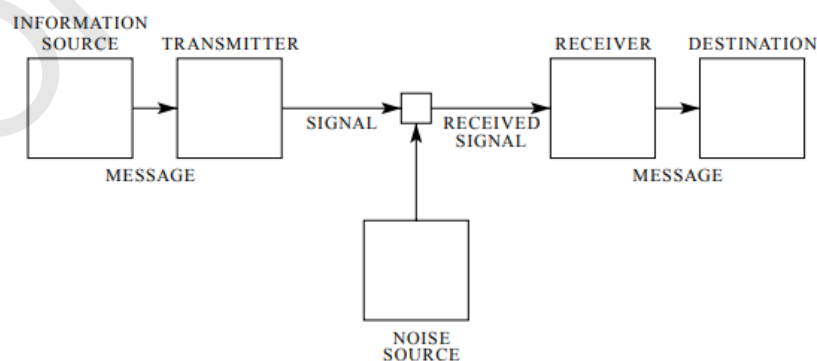 INFORMATION
SOURCE
TRANSMITTER
RECEIVER
DESTINATION
SIGNAL
RECEIVED
SIGNAL
MESSAGE
MESSAGE
NOISE
SOURCE